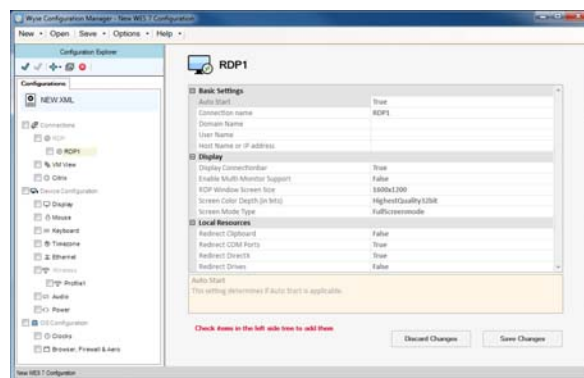 Wyse Configuration Manager - New WES 7 Configuration
New Open Save Options Help
Configuration Explorer
Configurations
NEW.XML
Connections
RDP
RDP1
VM View
Citrix
Device Configuration
Display
Mouse
Keyboard
Timezone
Ethernet
Wireless
Profile1
Audio
Power
OS Configuration
Clocks
Browser, Firewall & Aero
RDP1
Basic Settings
Auto Start True
Connection name RDP1
Domain Name
User Name
Host Name or IP address
Display
Display Connectionbar True
Enable Multi-Monitor Support False
RDP Window Screen Size 1600x1200
Screen Color Depth (in bits) HighestQuality32bit
Screen Mode Type Fullscreenmode
Local Resources
Redirect Clipboard False
Redirect COM Ports True
Redirect DirectX True
Redirect Drives False
Auto Start
This setting determines if Auto Start is applicable.
Check items in the left side tree to add them
Discard Changes Save Changes
New WES 7 Configuration